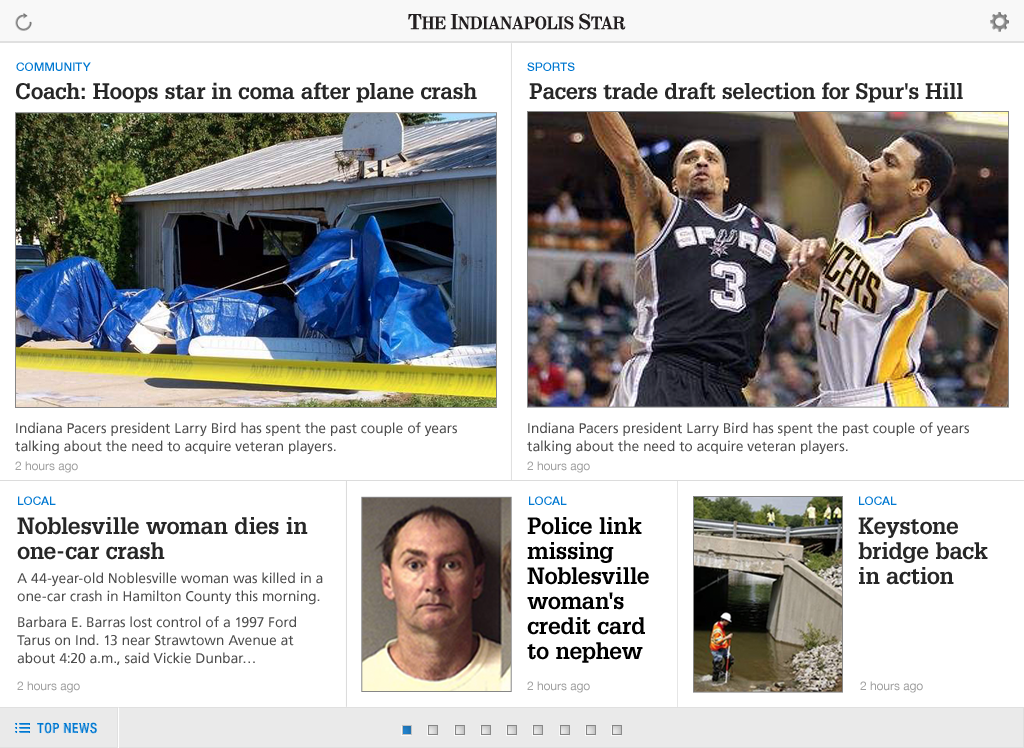 THE INDIANAPOLIS STAR
COMMUNITY
Coach: Hoops star in coma after plane crash
Indiana Pacers president Larry Bird has spent the past couple of years
talking about the need to acquire veteran players.
2 hours ago
SPORTS
Pacers trade draft selection for Spur's Hill
SPURS
3
PACERS
25
Indiana Pacers president Larry Bird has spent the past couple of years
talking about the need to acquire veteran players.
2 hours ago
LOCAL
Noblesville woman dies in
one-car crash
A 44-year-old Noblesville woman was killed in a
one-car crash in Hamilton County this morning.
Barbara E. Barras lost control of a 1997 Ford
Tarus on Ind. 13 near Strawtown Avenue at
about 4:20 a.m., said Vickie Dunbar…
2 hours ago
LOCAL
Police link
missing
Noblesville
woman's
credit card
to nephew
2 hours ago
LOCAL
Keystone
bridge back
in action
2 hours ago
TOP NEWS